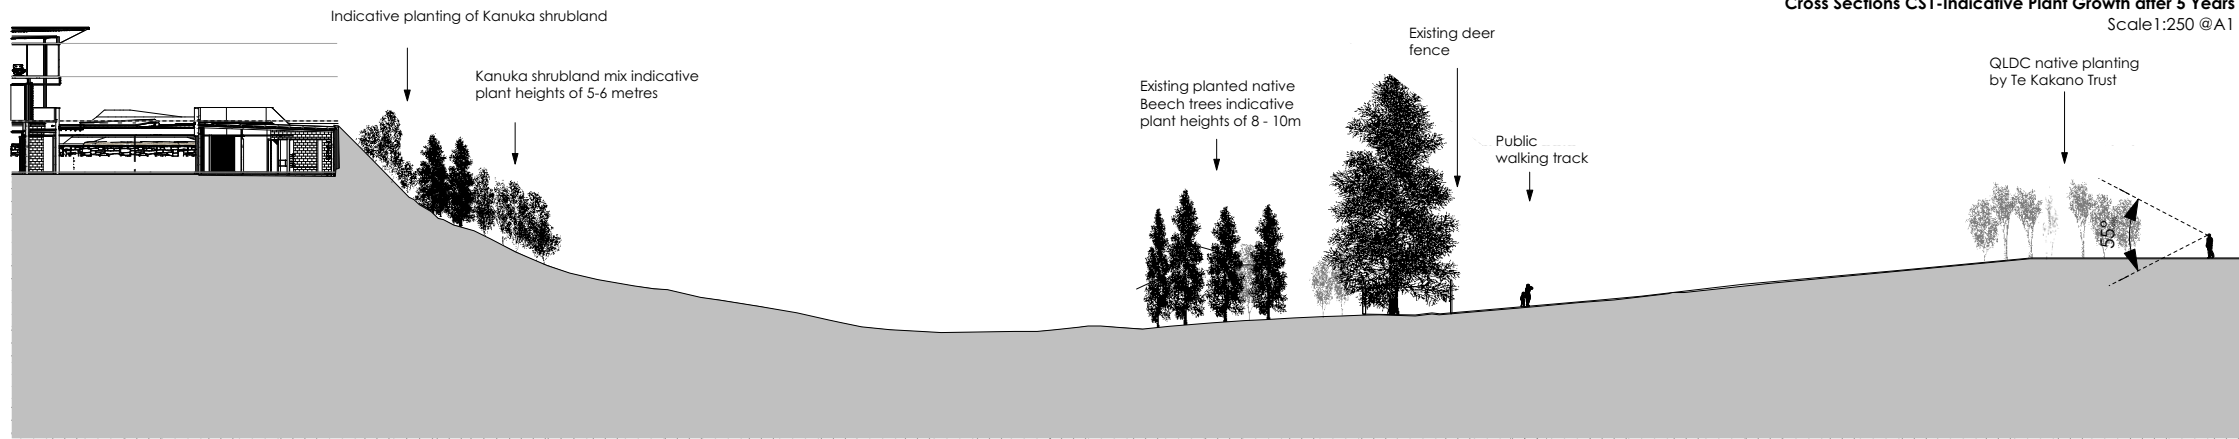 Cross Sections CS1-Indicative Plant Growth after 5 Years
Scale1:250 @A1
Indicative planting of Kanuka shrubland
Kanuka shrubland mix indicative
plant heights of 5-6 metres
Existing planted native
Beech trees indicative
plant heights of 8 - 10m
Existing deer
fence
Public
walking track
QLDC native planting
by Te Kakano Trust
55°